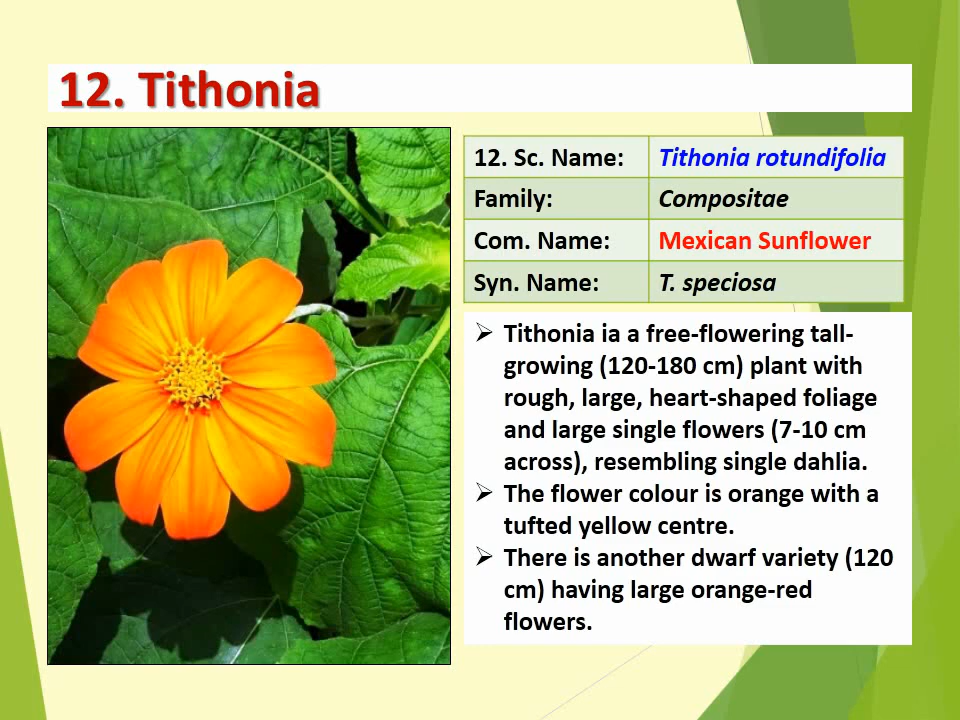 12. Tithonia
12. Sc. Name: Tithonia rotundifolia
Family: Compositae
Com. Name: Mexican Sunflower
Syn. Name: T. speciosa
➢ Tithonia ia a free-flowering tall-
growing (120-180 cm) plant with
rough, large, heart-shaped foliage
and large single flowers (7-10 cm
across), resembling single dahlia.
➢ The flower colour is orange with a
tufted yellow centre.
➢ There is another dwarf variety (120
cm) having large orange-red
flowers.